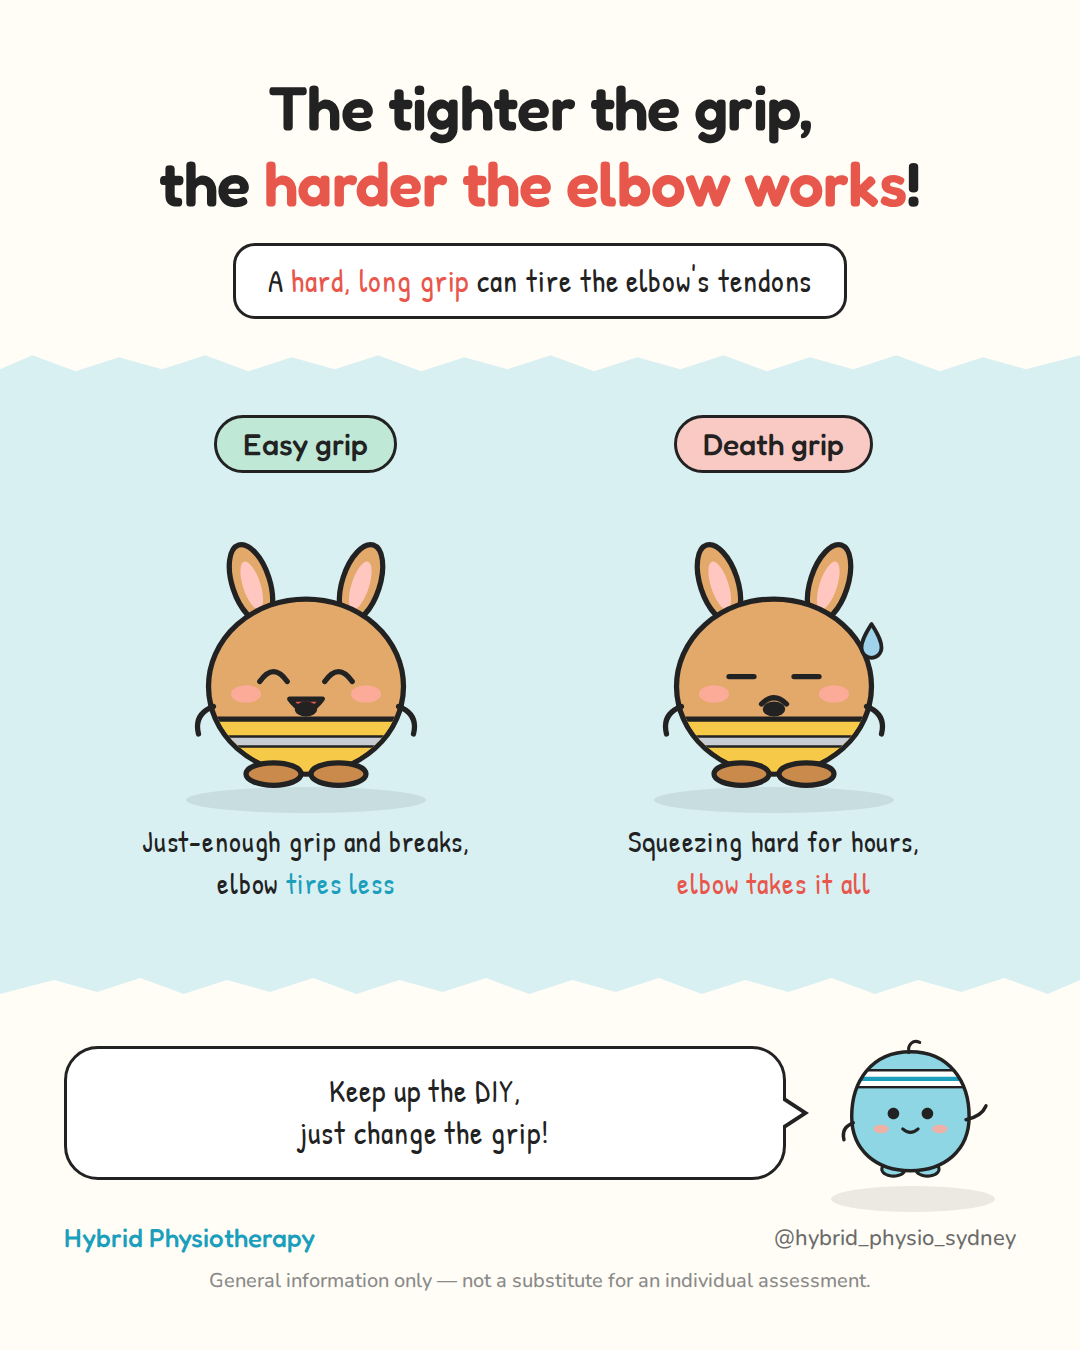 The tighter the grip,
the harder the elbow works!
A hard, long grip can tire the elbow's tendons
Easy grip
Death grip
Just-enough grip and breaks,
elbow tires less
Squeezing hard for hours,
elbow takes it all
Keep up the DIY,
just change the grip!
Hybrid Physiotherapy
@hybrid_physio_sydney
General information only — not a substitute for an individual assessment.